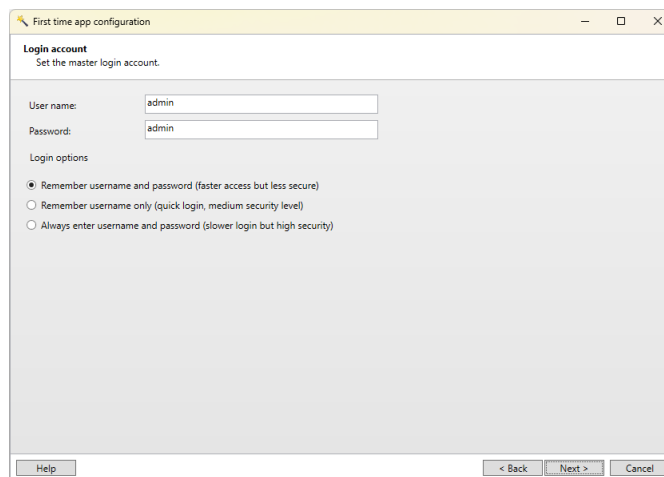 First time app configuration
Login account
Set the master login account.
User name: admin
Password: admin
Login options
Remember username and password (faster access but less secure)
Remember username only (quick login, medium security level)
Always enter username and password (slower login but high security)
Help < Back Next > Cancel